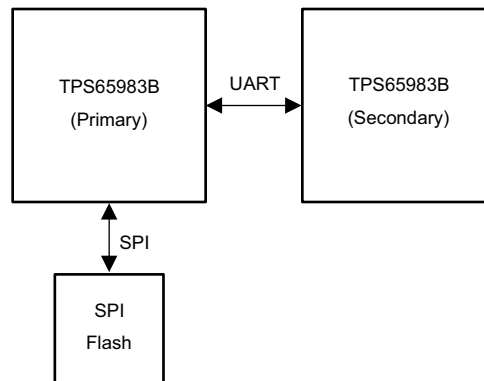 TPS65983B
(Primary)
UART
TPS65983B
(Secondary)
SPI
SPI
Flash